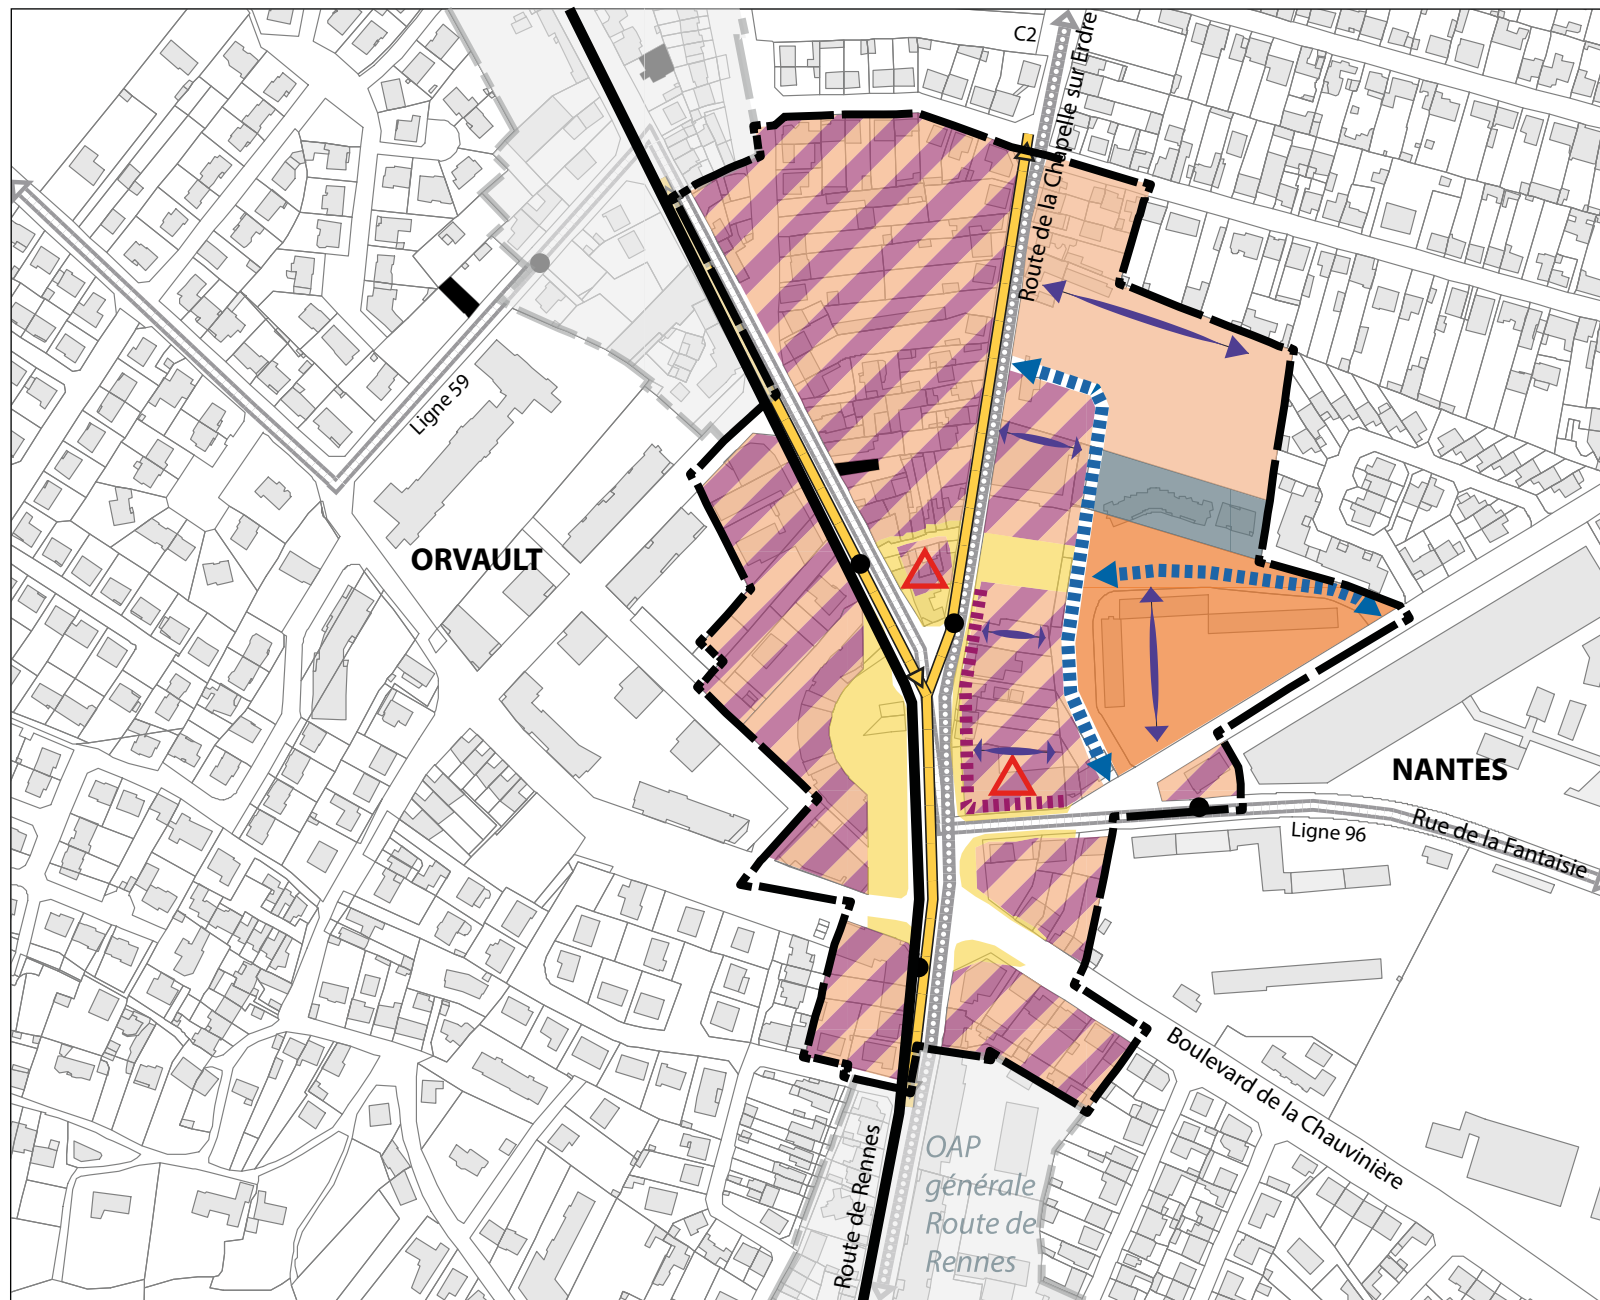 C2
Route de la Chapelle sur Erdre
Ligne 59
ORVAULT
NANTES
Ligne 96
Rue de la Fantaisie
Boulevard de la Chauvinière
Route de Rennes
OAP
générale
Route de
Rennes